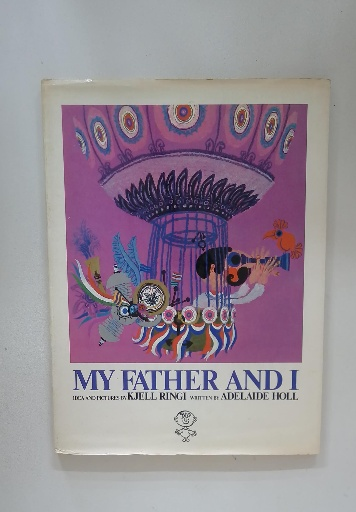 MY FATHER AND I
IDEA AND PICTURES BY KJELL RINGI WRITTEN BY ADELAIDE HOLL